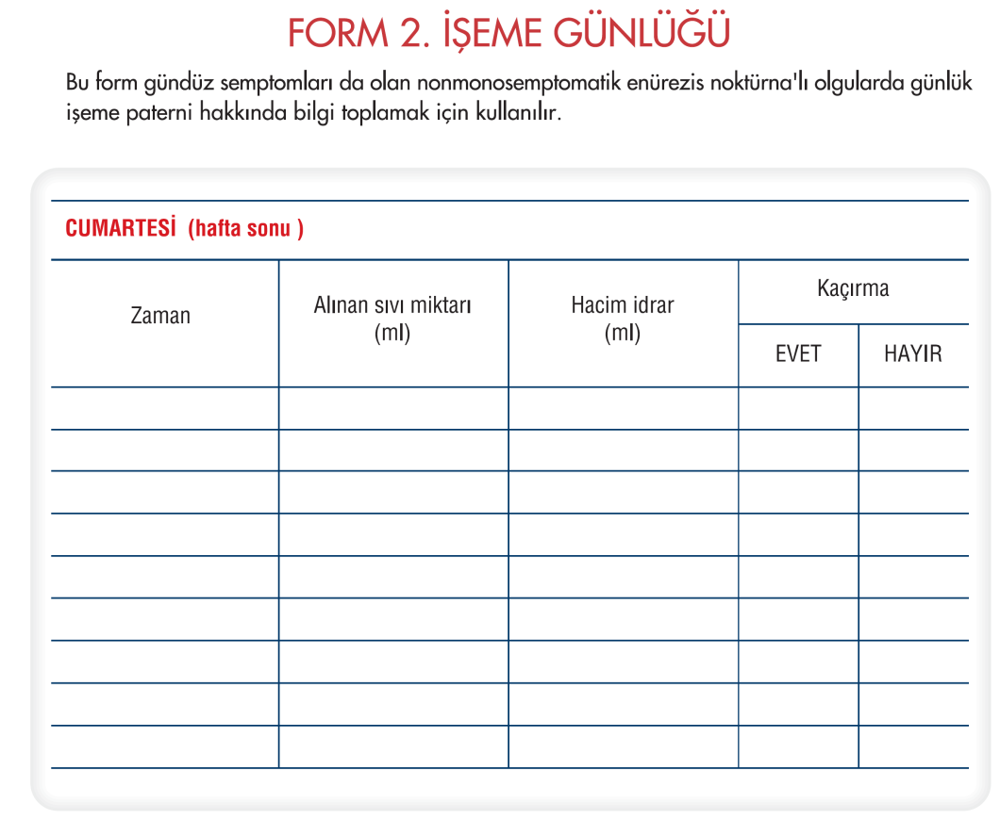 FORM 2. İŞEME GÜNLÜĞÜ
Bu form gündüz semptomları da olan nonmonosemptomatik enürezis noktürna'lı olgularda günlük
işeme paterni hakkında bilgi toplamak için kullanılır.
CUMARTESİ (hafta sonu )
Zaman
Alınan sıvı miktarı
(ml)
Hacim idrar
(ml)
Kaçırma
EVET
HAYIR